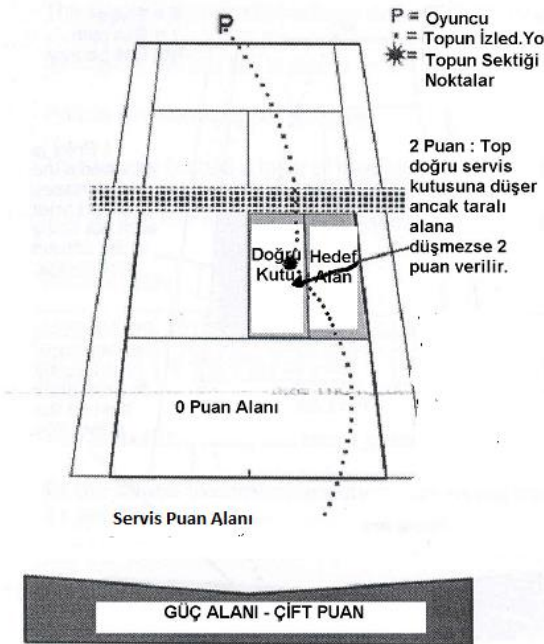 P
P = Oyuncu
= Topun İzled.Yo
= Topun Sektiği
Noktalar
2 Puan : Top
doğru servis
kutusuna düşer
ancak taralı
alana
düşmezse 2
puan verilir.
Doğru Hedef
Kutu Alan
0 Puan Alanı
Servis Puan Alanı
GÜÇ ALANI - ÇİFT PUAN